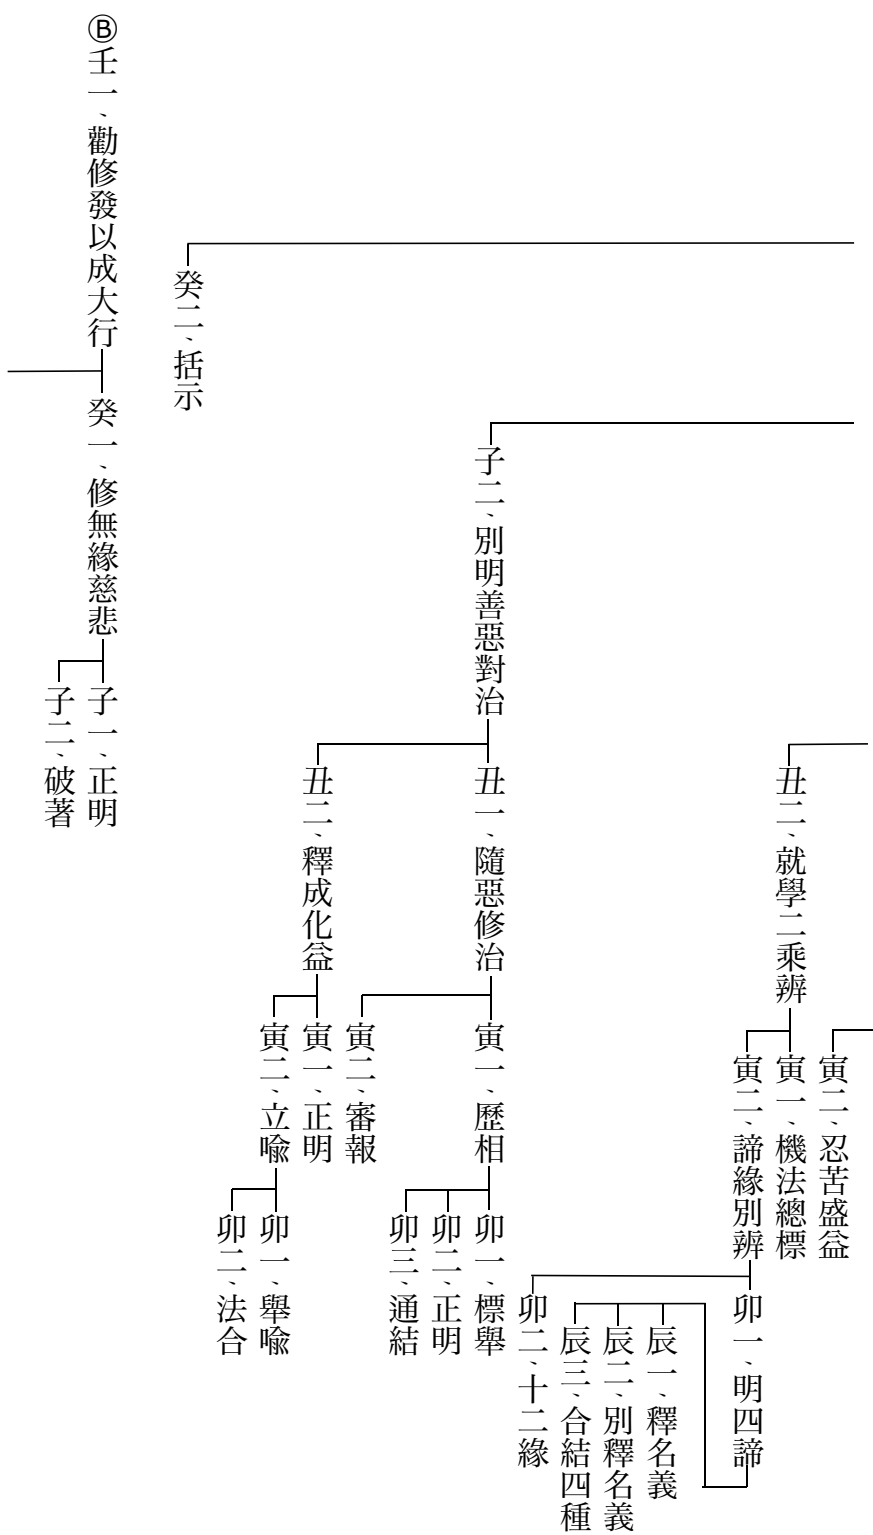 寅二、忍苦盛益
丑二、就學二乘辨
寅一、機法總標
寅二、諦緣別辨
卯一、明四諦
辰一、釋名義
辰二、別釋名義
辰三、合結四種
卯二、十二緣
子二、別明善惡對治
丑一、隨惡修治
寅一、歷相
卯一、標舉
卯二、正明
卯三、通結
寅二、審報
丑二、釋成化益
寅一、正明
寅二、立喻
卯一、舉喻
卯二、法合
癸二、括示
Ⓑ壬一、勸修發以成大行
癸一、修無緣慈悲
子一、正明
子二、破著